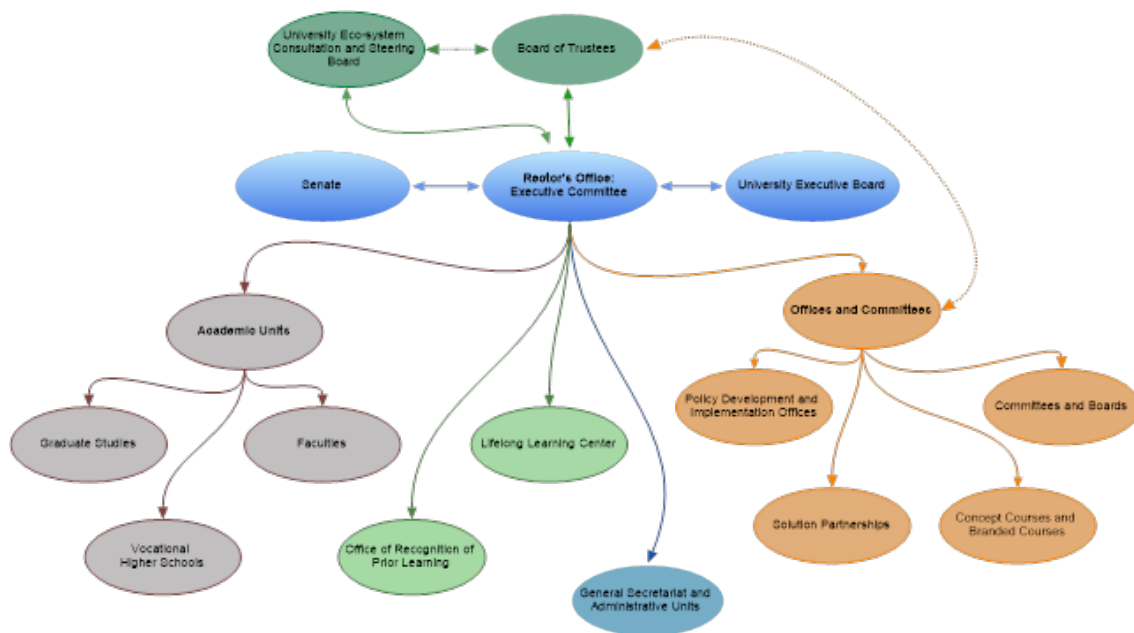 University Eco-system
Consultation and Steering
Board
Board of Trustees
Senate
Rector's Office:
Executive Committee
University Executive Board
Academic Units
Offices and Committees
Graduate Studies
Faculties
Lifelong Learning Center
Policy Development and
Implementation Offices
Committees and Boards
Vocational
Higher Schools
Office of Recognition of
Prior Learning
General Secretariat and
Administrative Units
Solution Partnerships
Concept Courses and
Branded Courses